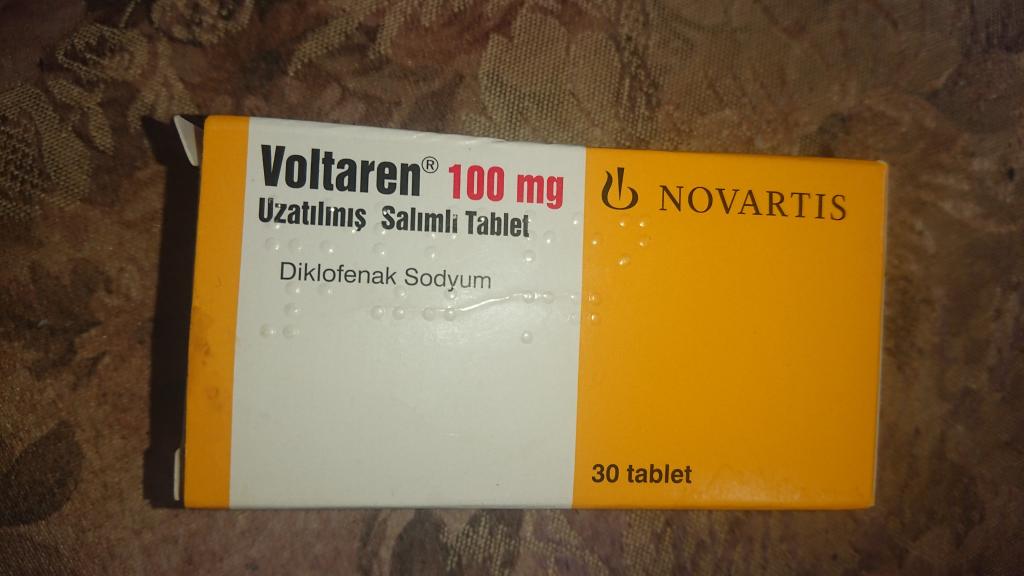 Voltaren® 100 mg
Uzatılmış Salımlı Tablet
Diklofenak Sodyum
NOVARTIS
30 tablet